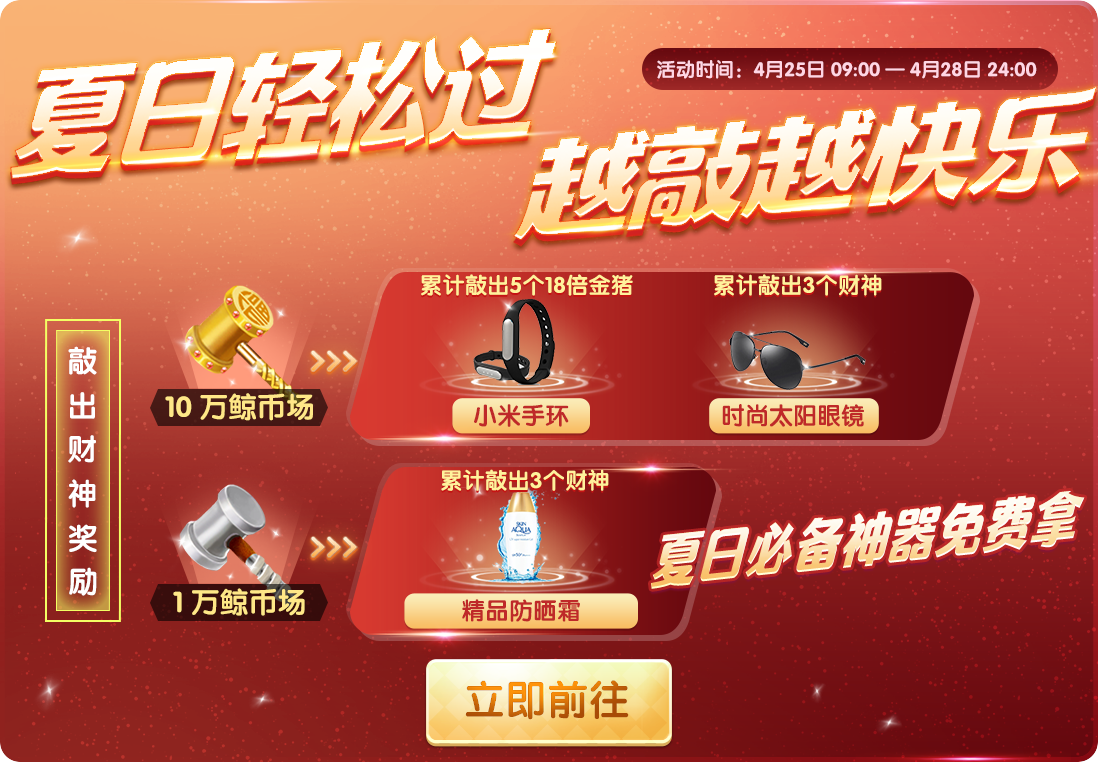 夏日轻松过
活动时间：4月25日 09:00 — 4月28日 24:00
越敲越快乐
敲出财神奖励
10 万鲸币场
累计敲出5个18倍金猪
小米手环
累计敲出3个财神
时尚太阳眼镜
1 万鲸币场
累计敲出3个财神
SKIN
AQUA
精品防晒霜
夏日必备神器免费拿
立即前往